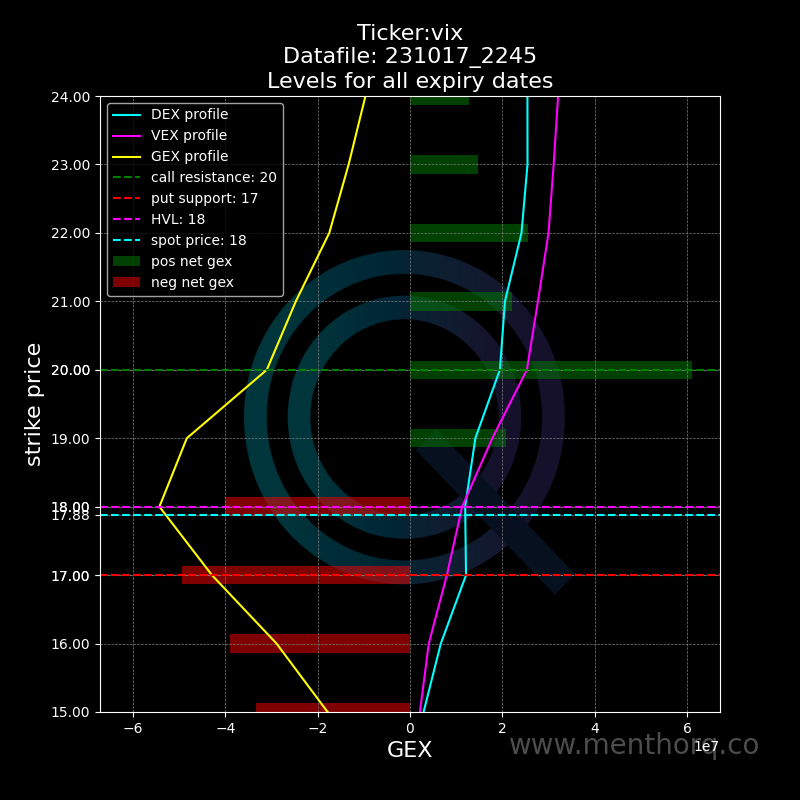 Ticker:vix
Datafile: 231017_2245
Levels for all expiry dates
24.00
DEX profile
VEX profile
GEX profile
call resistance: 20
put support: 17
HVL: 18
spot price: 18
pos net gex
neg net gex
23.00
22.00
21.00
20.00
19.00
18.00
17.88
17.00
16.00
15.00
strike price
−6
−4
−2
0
2
4
6
1e7
GEX
www.menthorq.co